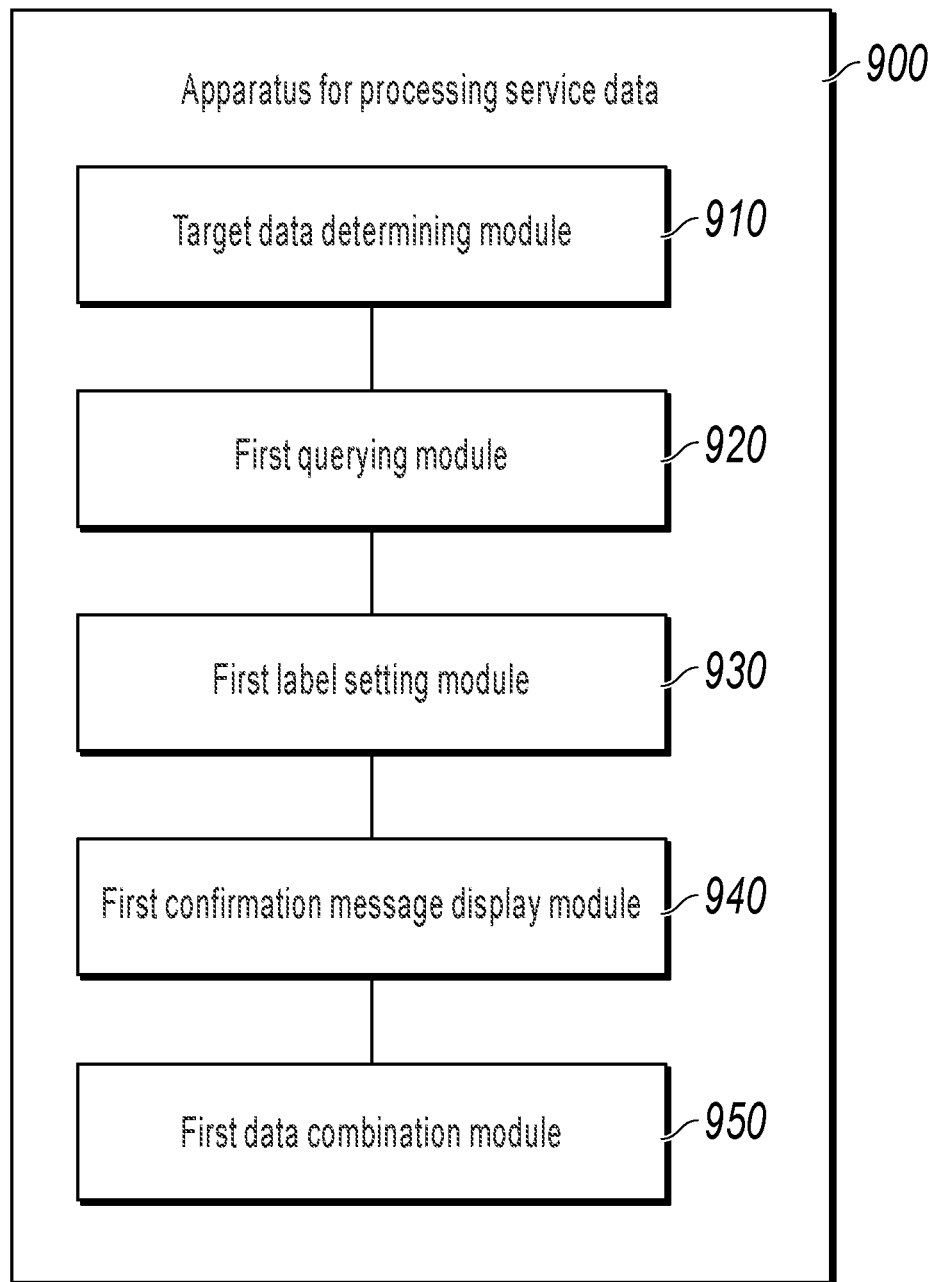 Apparatus for processing service data
900
Target data determining module
910
First querying module
920
First label setting module
930
First confirmation message display module
940
First data combination module
950